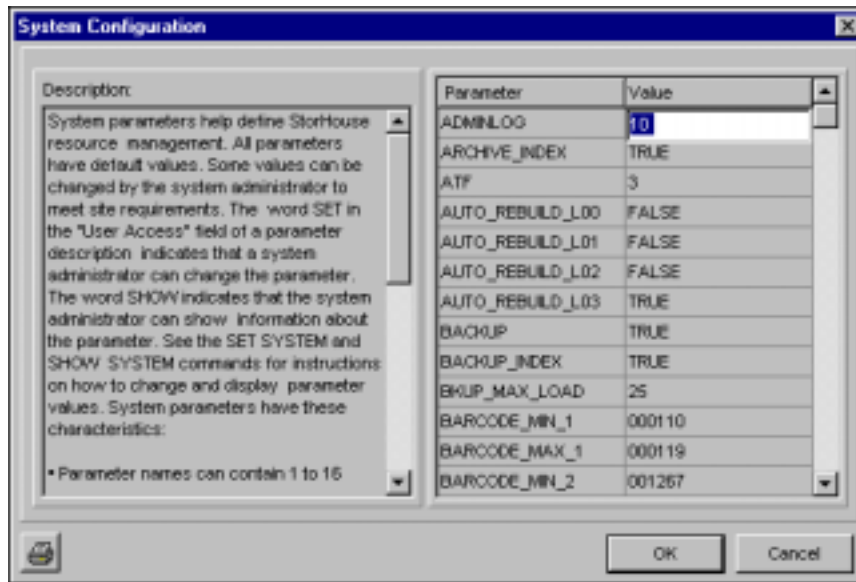 System Configuration
Description:
System parameters help define StorHouse
resource management. All parameters
have default values. Some values can be
changed by the system administrator to
meet site requirements. The word SET in
the "User Access" field of a parameter
description indicates that a system
administrator can change the parameter.
The word SHOW indicates that the system
administrator can show information about
the parameter. See the SET SYSTEM and
SHOW SYSTEM commands for instructions
on how to change and display parameter
values. System parameters have these
characteristics:
• Parameter names can contain 1 to 16
Parameter Value
ADMINLOG 10
ARCHIVE_INDEX TRUE
ATF 3
AUTO_REBUILD_L00 FALSE
AUTO_REBUILD_L01 FALSE
AUTO_REBUILD_L02 FALSE
AUTO_REBUILD_L03 TRUE
BACKUP TRUE
BACKUP_INDEX TRUE
BKUP_MAX_LOAD 25
BARCODE_MIN_1 000110
BARCODE_MAX_1 000119
BARCODE_MIN_2 001267
OK Cancel